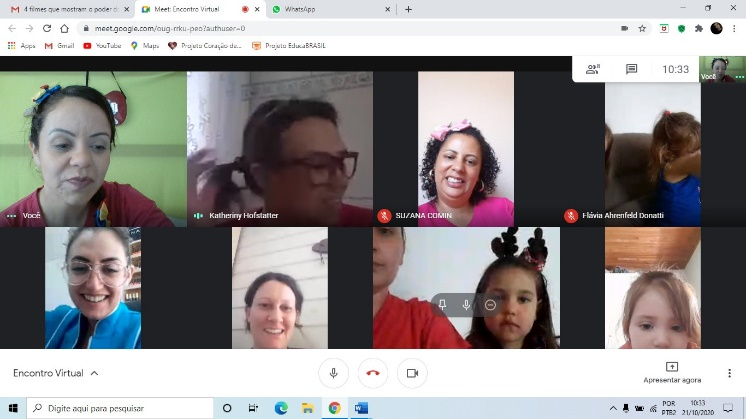 4 filmes que mostram o poder d
Meet: Encontro Virtual
WhatsApp
meet.google.com/oug-rrku-peo?authuser=0
Apps
Gmail
YouTube
Maps
Projeto Coração de...
Projeto EducaBRASIL
10:33
Você
Você
Katheriny Hofstatter
SUZANA COMIN
Flávia Ahrenfeld Donatti
Encontro Virtual
Apresentar agora
Digite aqui para pesquisar
POR
PTB2
10:33
21/10/2020